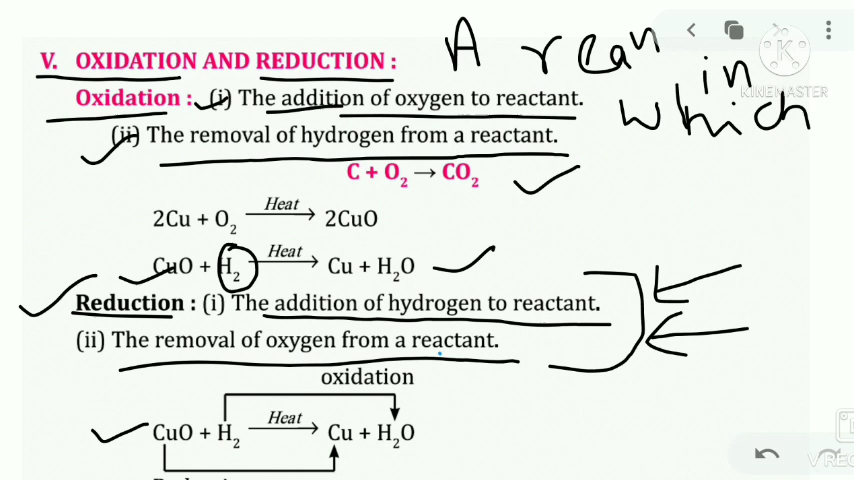 V. OXIDATION AND REDUCTION :
A rean
in
which
KINEMASTER
Oxidation : (i) The addition of oxygen to reactant.
(ii) The removal of hydrogen from a reactant.
C + O₂ → CO₂
2Cu + O₂ Heat → 2CuO
CuO + H₂ Heat → Cu + H₂O
Reduction : (i) The addition of hydrogen to reactant.
(ii) The removal of oxygen from a reactant.
oxidation
CuO + H₂ Heat → Cu + H₂O
V REC